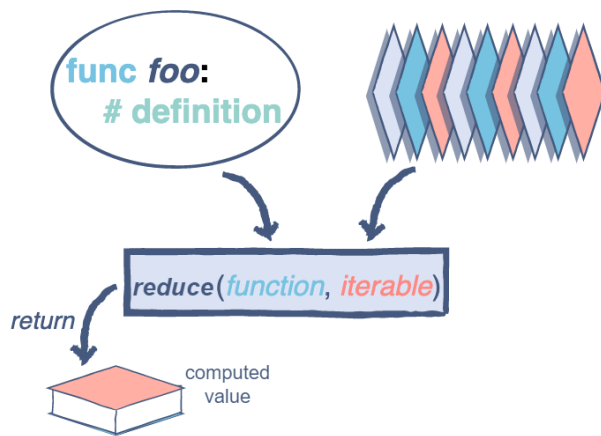 func foo:
# definition
reduce(function, iterable)
return
computed
value